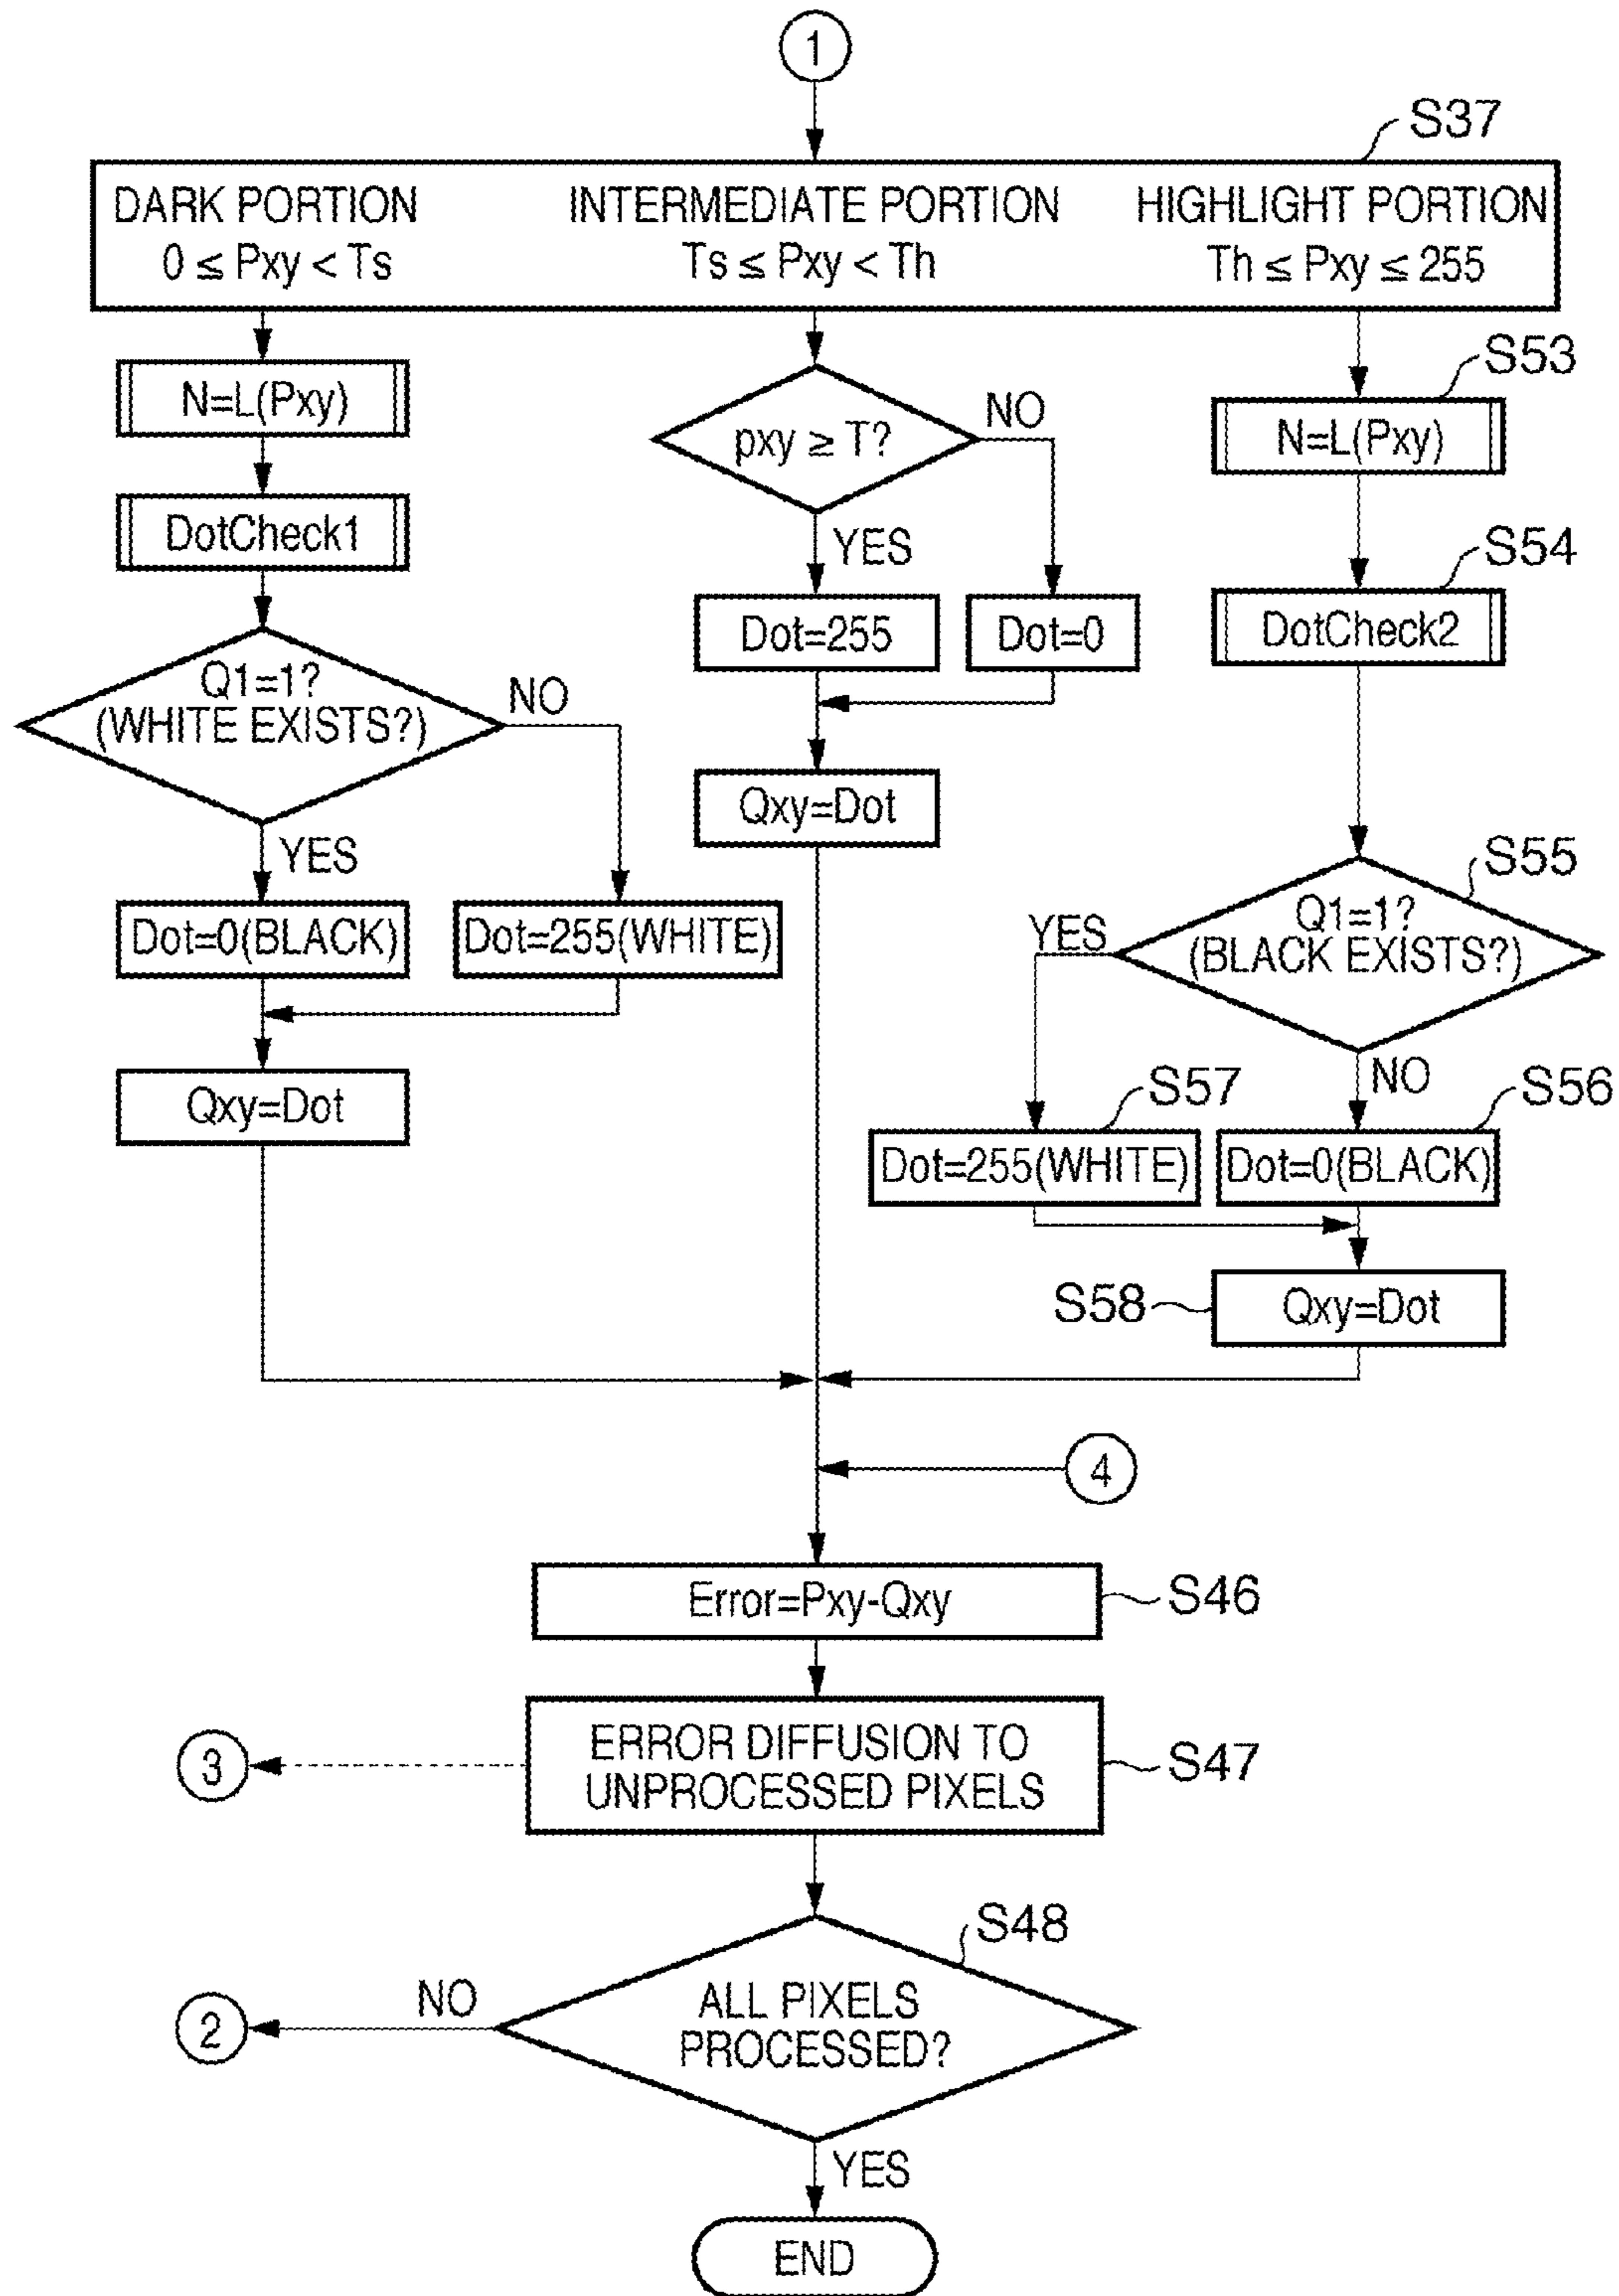 1
S37
DARK PORTION
0 ≤ Pxy < Ts
INTERMEDIATE PORTION
Ts ≤ Pxy < Th
HIGHLIGHT PORTION
Th ≤ Pxy ≤ 255
N=L(Pxy)
DotCheck1
Q1=1?
(WHITE EXISTS?)
NO
YES
Dot=0(BLACK)
Dot=255(WHITE)
Qxy=Dot
pxy ≥ T?
NO
YES
Dot=255
Dot=0
Qxy=Dot
S53
N=L(Pxy)
S54
DotCheck2
S55
Q1=1?
(BLACK EXISTS?)
YES
NO
S57
S56
Dot=255(WHITE)
Dot=0(BLACK)
S58
Qxy=Dot
4
Error=Pxy-Qxy
S46
3
ERROR DIFFUSION TO
UNPROCESSED PIXELS
S47
S48
ALL PIXELS
PROCESSED?
NO
2
YES
END